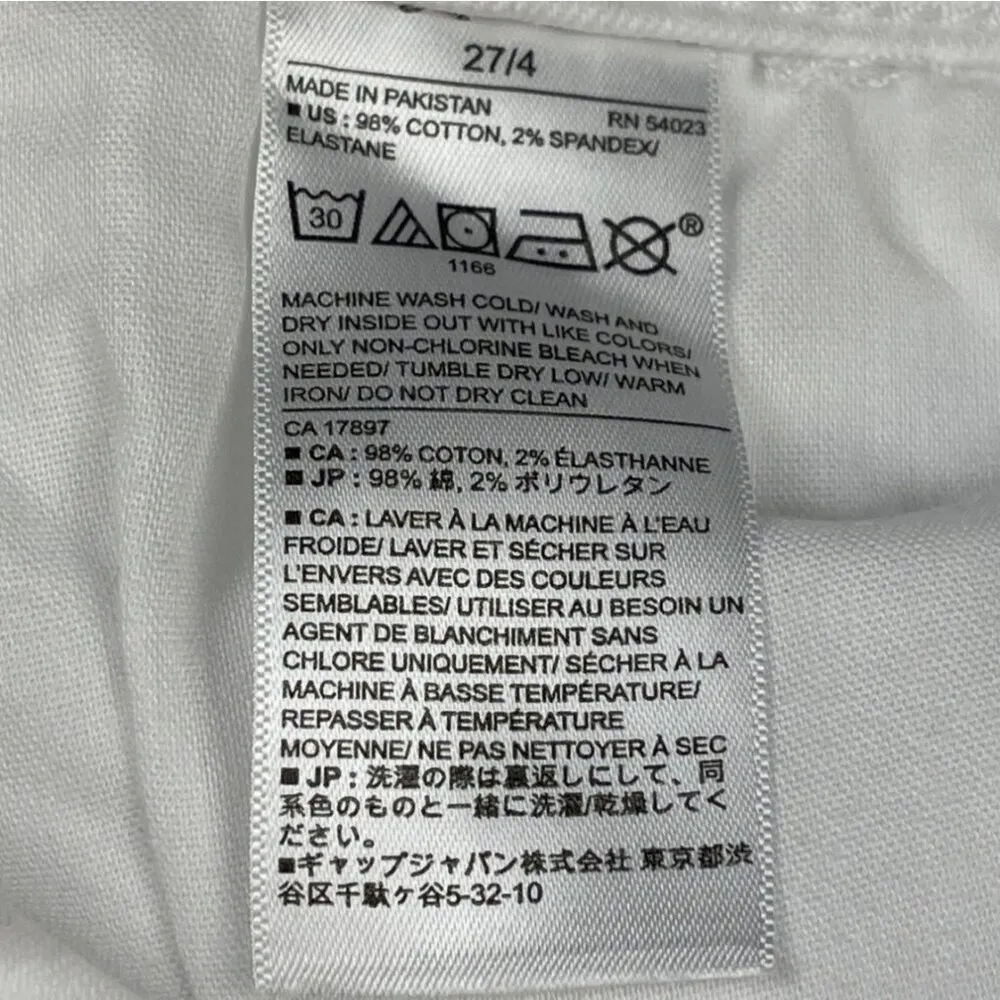 27/4
MADE IN PAKISTAN RN 54023
■ US : 98% COTTON, 2% SPANDEX/
ELASTANE
30 ®
1166
MACHINE WASH COLD/ WASH AND
DRY INSIDE OUT WITH LIKE COLORS/
ONLY NON-CHLORINE BLEACH WHEN
NEEDED/ TUMBLE DRY LOW/ WARM
IRON/ DO NOT DRY CLEAN
CA 17897
■ CA : 98% COTON, 2% ÉLASTHANNE
■ JP : 98% 綿, 2% ポリウレタン
■ CA : LAVER À LA MACHINE À L'EAU
FROIDE/ LAVER ET SÉCHER SUR
L'ENVERS AVEC DES COULEURS
SEMBLABLES/ UTILISER AU BESOIN UN
AGENT DE BLANCHIMENT SANS
CHLORE UNIQUEMENT/ SÉCHER À LA
MACHINE À BASSE TEMPÉRATURE/
REPASSER À TEMPÉRATURE
MOYENNE/ NE PAS NETTOYER À SEC
■ JP : 洗濯の際は裏返しにして、同
系色のものと一緒に洗濯/乾燥してく
ださい。
■ギャップジャパン株式会社 東京都渋
谷区千駄ヶ谷5-32-10